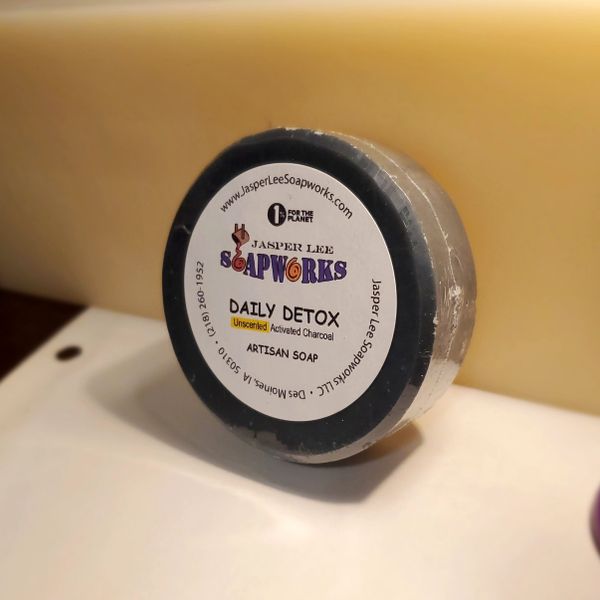 www.JasperLeeSoapworks.com
1%
FOR THE
PLANET
JASPER LEE
SOAPWORKS
DAILY DETOX
Unscented Activated Charcoal
ARTISAN SOAP
Jasper Lee Soapworks LLC • Des Moines, IA 50310 • (218) 260-1952